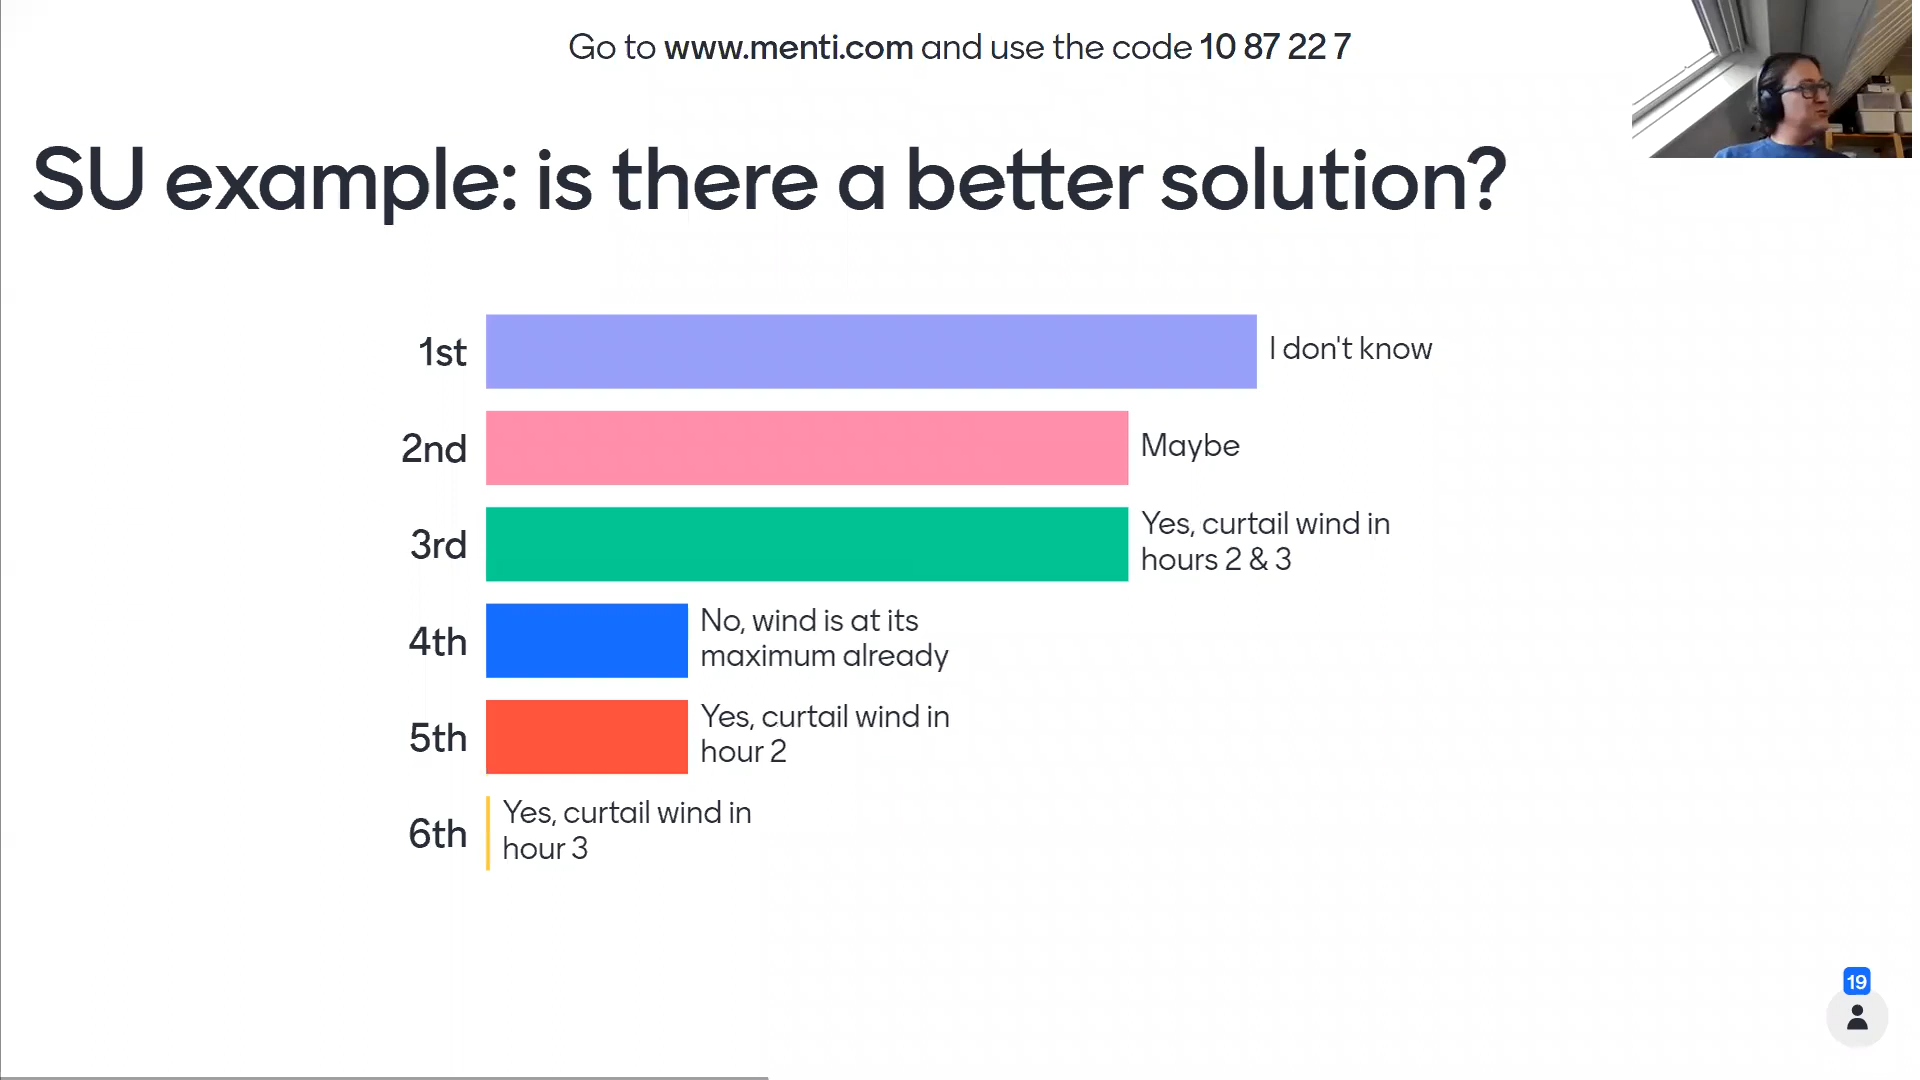 Go to www.menti.com and use the code 10 87 22 7
SU example: is there a better solution?
1st
I don't know
2nd
Maybe
3rd
Yes, curtail wind in
hours 2 & 3
4th
No, wind is at its
maximum already
5th
Yes, curtail wind in
hour 2
6th
Yes, curtail wind in
hour 3
19